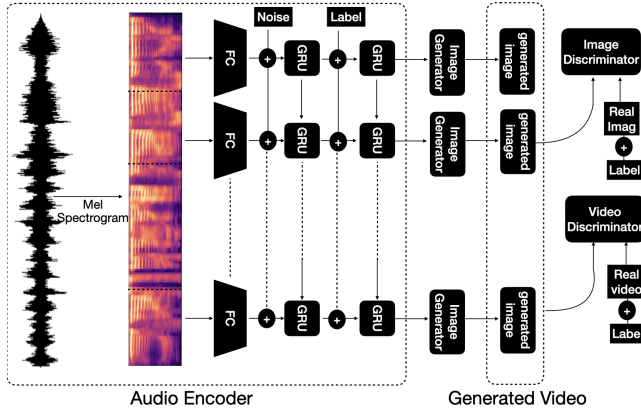 Noise
Label
FC
+
GRU
+
GRU
Image
Generator
generated
image
Image
Discriminator
FC
+
GRU
+
GRU
Image
Generator
generated
image
Real
Imag
+
Label
Mel
Spectrogram
Video
Discriminator
FC
+
GRU
+
GRU
Image
Generator
generated
image
Real
video
+
Label
Audio Encoder
Generated Video